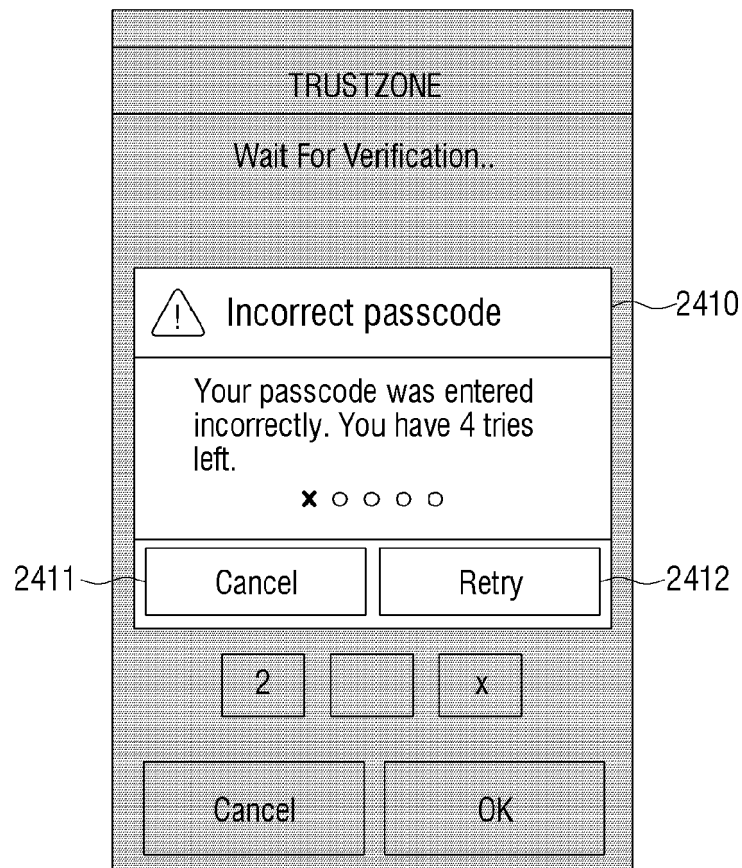 TRUSTZONE
Wait For Verification..
Incorrect passcode
2410
Your passcode was entered
incorrectly. You have 4 tries
left.
x o o o o
2411
Cancel
Retry
2412
2
x
Cancel
OK